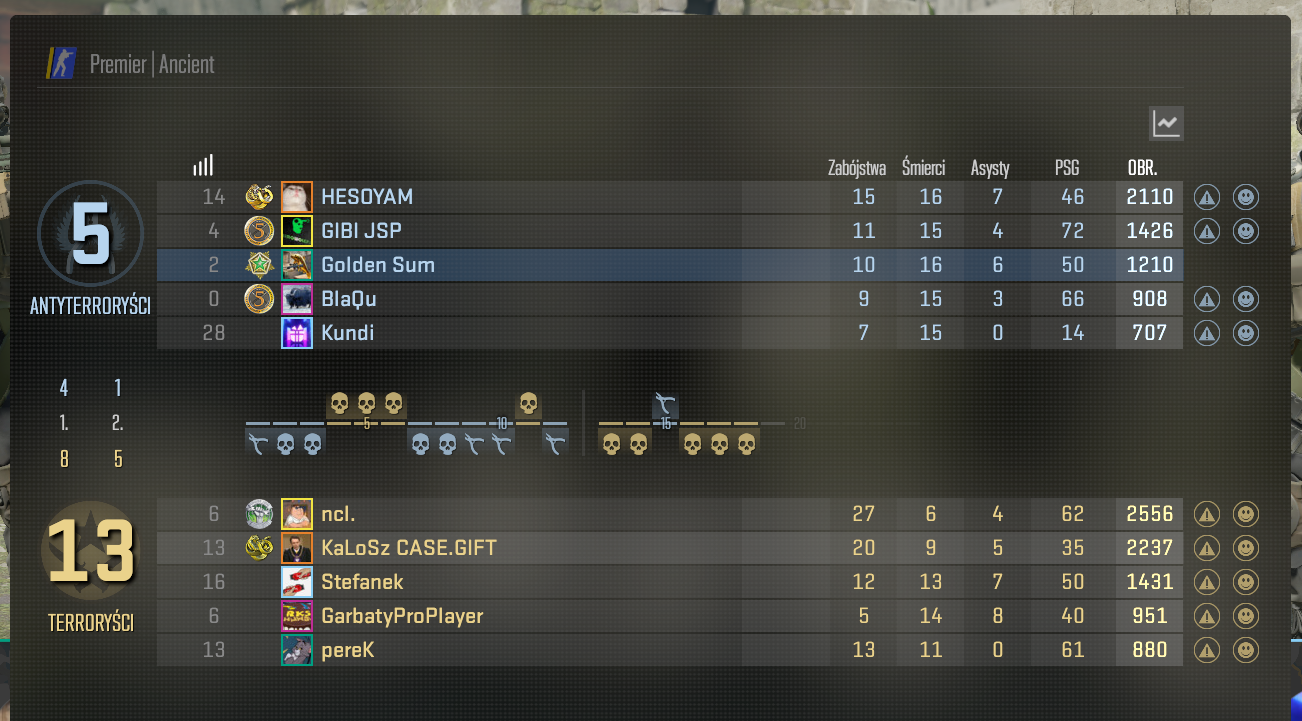 Premier | Ancient
Zabójstwa Śmierci Asysty PSG OBR.
14 HESOYAM 15 16 7 46 2110
4 5 GIBI JSP 11 15 4 72 1426
2 Golden Sum 10 16 6 50 1210
0 5 BlaQu 9 15 3 66 908
28 Kundi 7 15 0 14 707
5
ANTYTERRORYŚCI
4 1
1. 2.
8 5
5 10 15 20
6 ncl. 27 6 4 62 2556
13 KaLoSz CASE.GIFT 20 9 5 35 2237
16 Stefanek 12 13 7 50 1431
6 GarbatyProPlayer 5 14 8 40 951
13 pereK 13 11 0 61 880
13
TERRORYŚCI